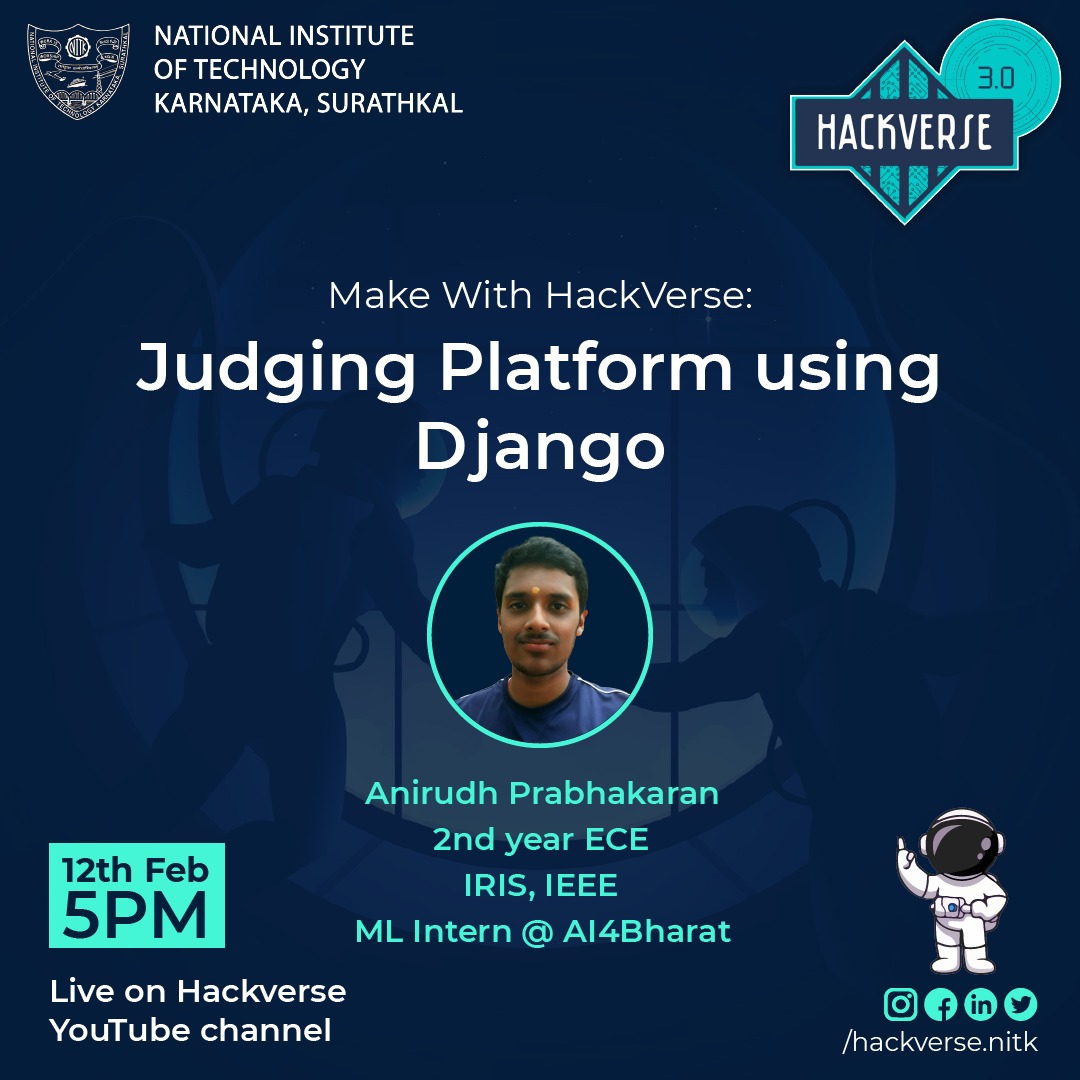 NATIONAL INSTITUTE
OF TECHNOLOGY
KARNATAKA, SURATHKAL
3.0
HACKVERSE
Make With HackVerse:
Judging Platform using
Django
Anirudh Prabhakaran
2nd year ECE
IRIS, IEEE
ML Intern @ AI4Bharat
12th Feb
5PM
Live on Hackverse
YouTube channel
/hackverse.nitk